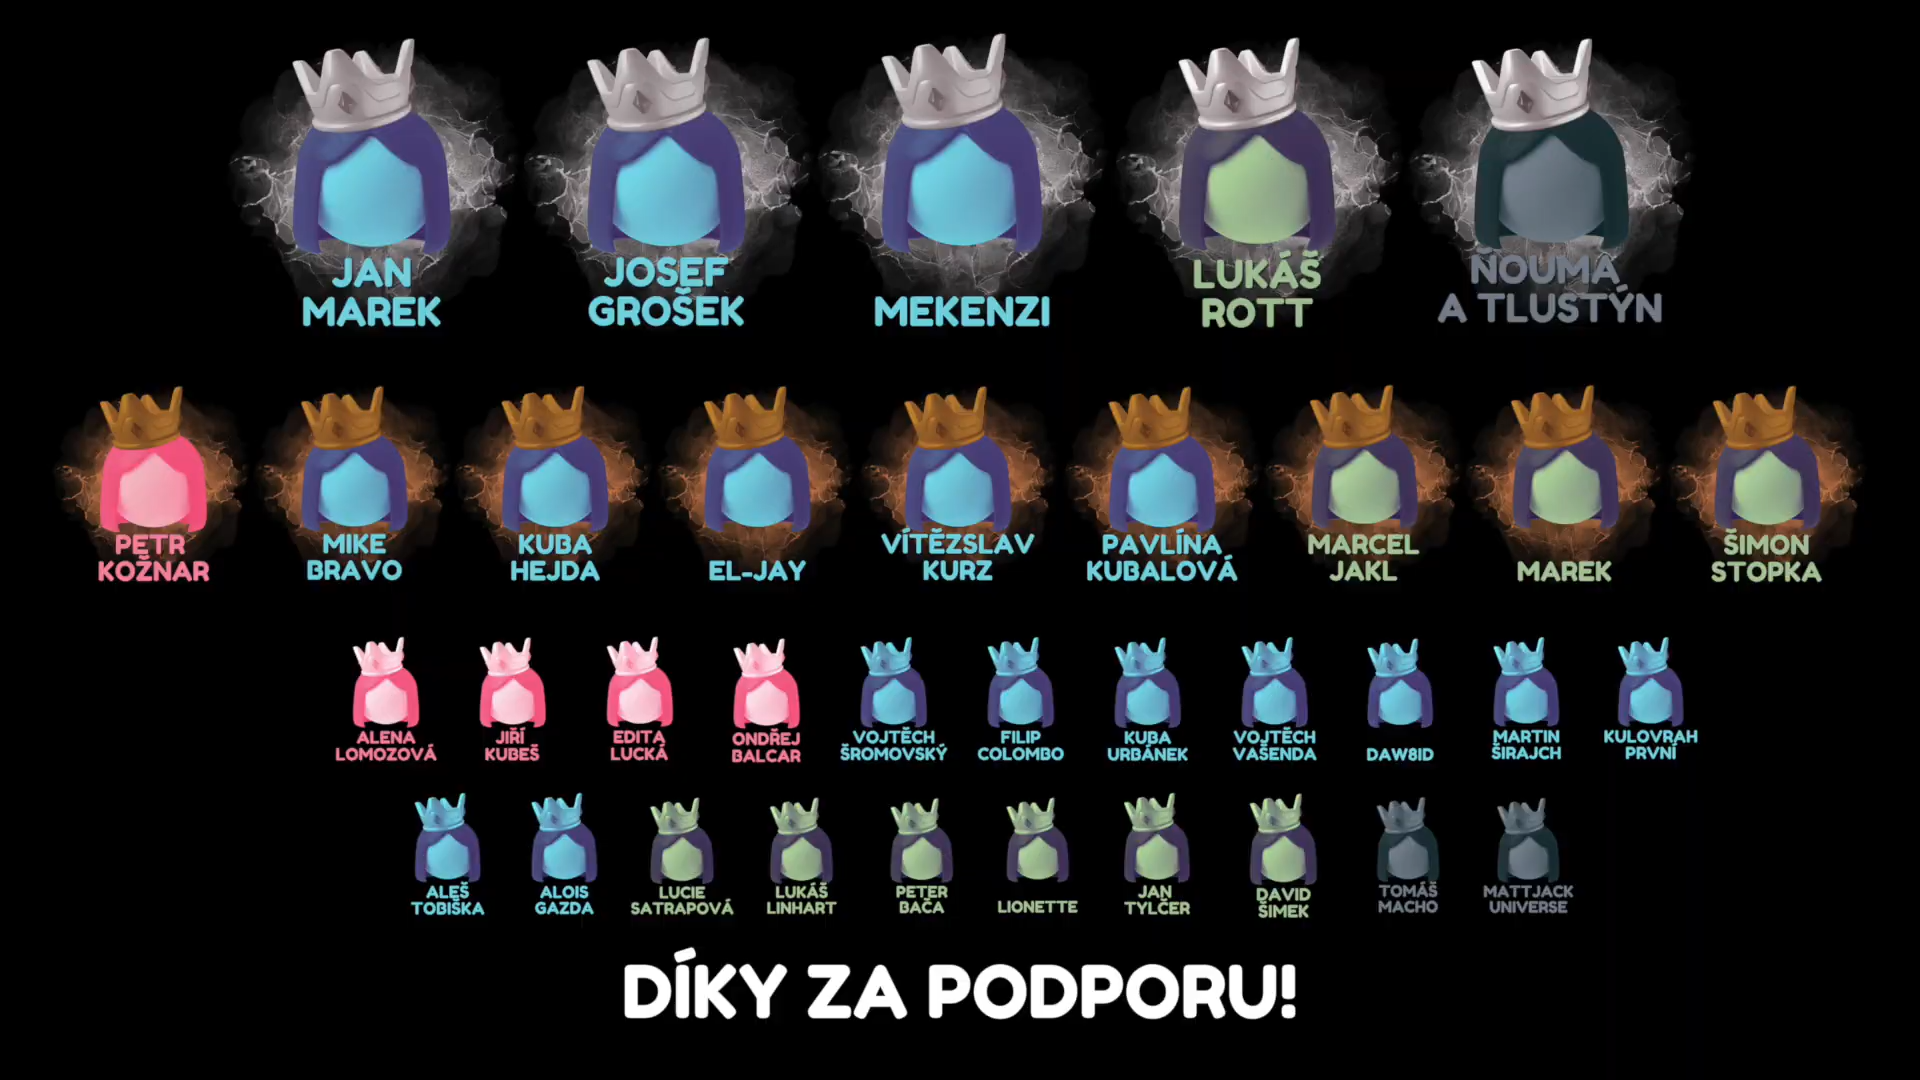 JAN
MAREK
JOSEF
GROŠEK
MEKENZI
LUKÁŠ
ROTT
ŇOUMA
A TLUSTÝN
PETR
KOŽNAR
MIKE
BRAVO
KUBA
HEJDA
EL-JAY
VÍTĚZSLAV
KURZ
PAVLÍNA
KUBALOVÁ
MARCEL
JAKL
MAREK
ŠIMON
STOPKA
ALENA
LOMOZOVÁ
JIŘÍ
KUBEŠ
EDITA
LUCKÁ
ONDŘEJ
BALCAR
VOJTĚCH
ŠROMOVSKÝ
FILIP
COLOMBO
KUBA
URBÁNEK
VOJTĚCH
VAŠENDA
DAW8ID
MARTIN
ŠIRAJCH
KULOVRAH
PRVNÍ
ALEŠ
TOBIŠKA
ALOIS
GAZDA
LUCIE
SATRAPOVÁ
LUKÁŠ
LINHART
PETER
BAČA
LIONETTE
JAN
TYLČER
DAVID
ŠIMEK
TOMÁŠ
MACHO
MATTJACK
UNIVERSE
DÍKY ZA PODPORU!